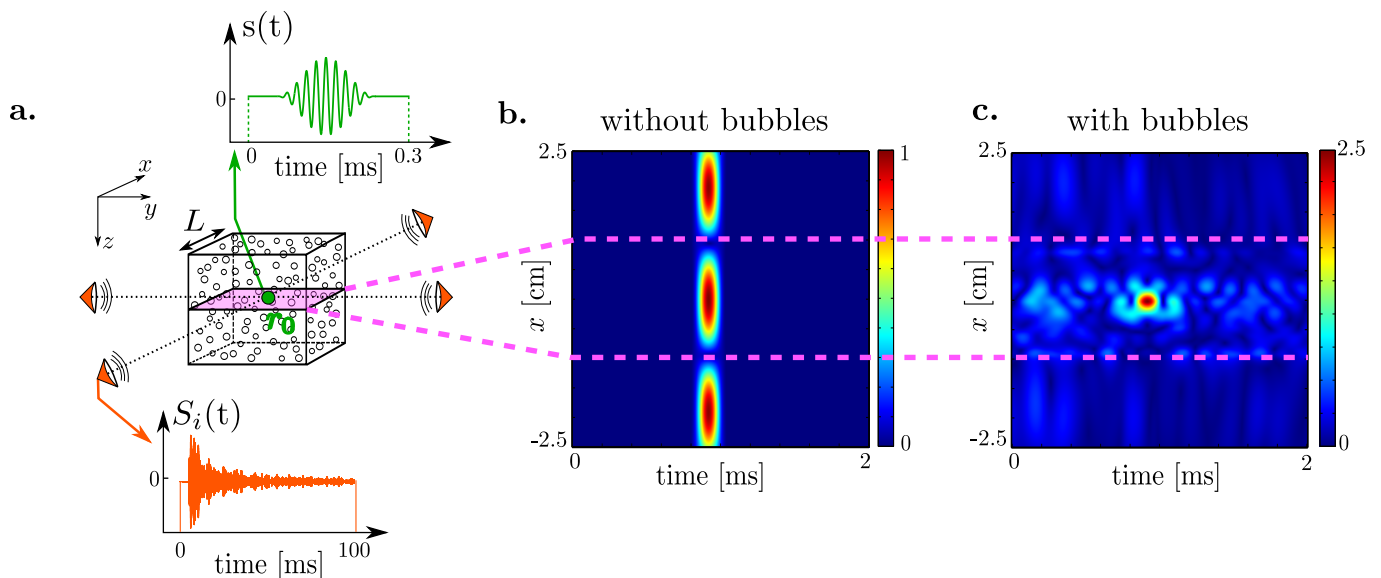 a.
s(t)
0
0
time [ms]
0.3
x
y
z
L
r0
Si(t)
0
0
time [ms]
100
b.
without bubbles
2.5
x [cm]
-2.5
0
time [ms]
2
1
0
c.
with bubbles
2.5
x [cm]
-2.5
0
time [ms]
2
2.5
0